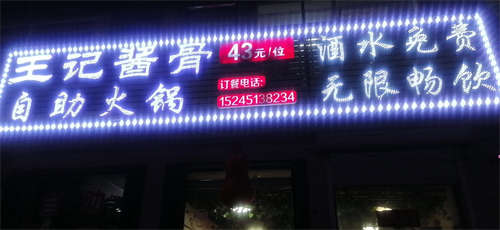 王记酱骨
自助火锅
43元/位
订餐电话:
15245138234
酒水免费
无限畅饮